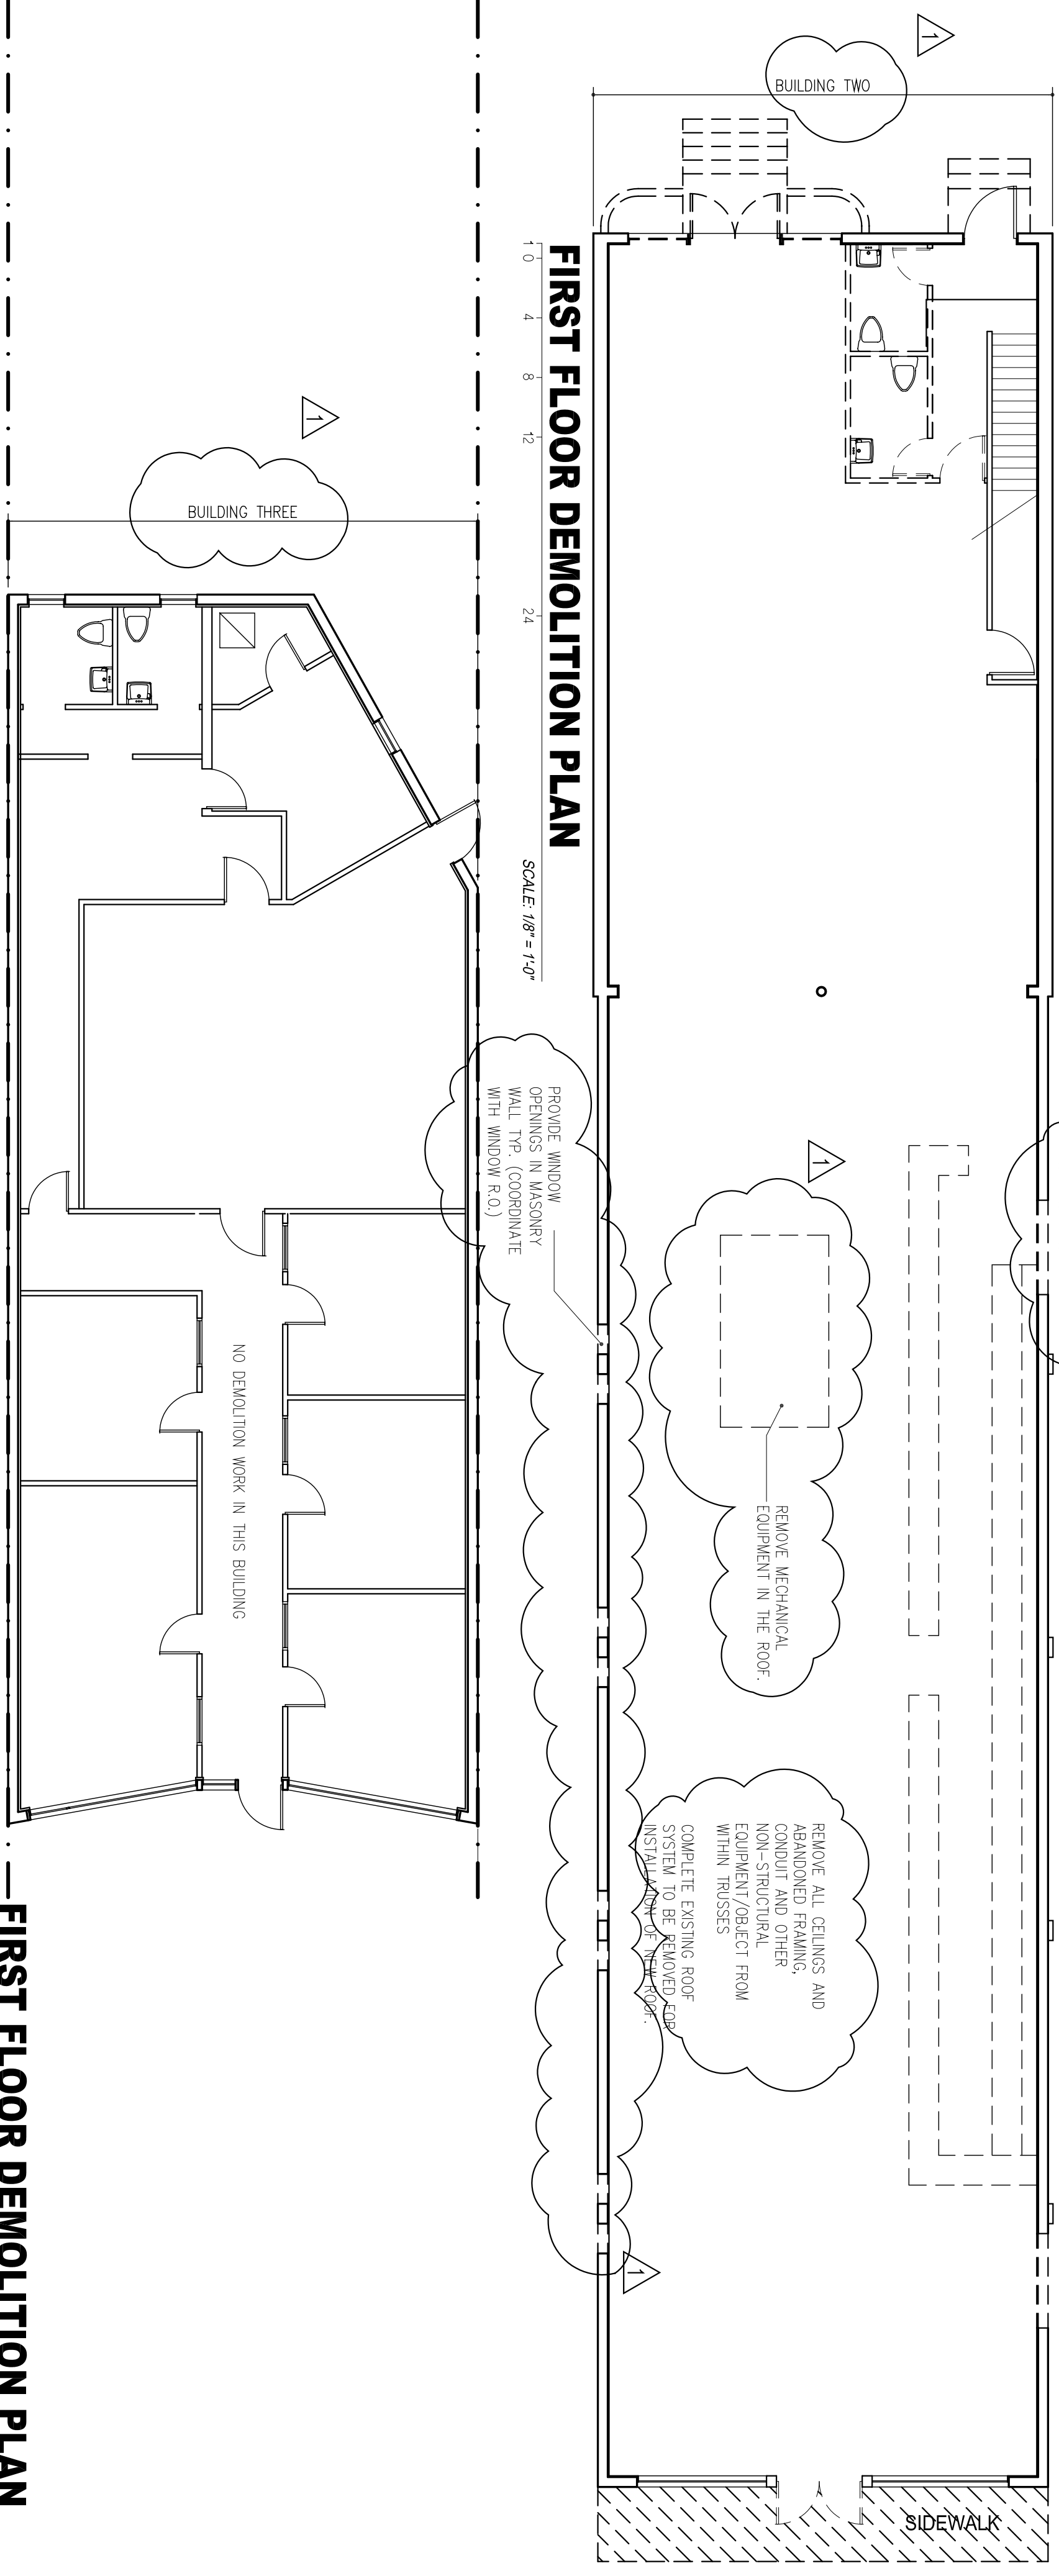 1
BUILDING TWO
FIRST FLOOR DEMOLITION PLAN
1 0 4 8 12 24
SCALE: 1/8" = 1'-0"
1
BUILDING THREE
PROVIDE WINDOW
OPENINGS IN MASONRY
WALL TYP. (COORDINATE
WITH WINDOW R.O.)
1
REMOVE MECHANICAL
EQUIPMENT IN THE ROOF.
NO DEMOLITION WORK IN THIS BUILDING
REMOVE ALL CEILINGS AND
ABANDONED FRAMING,
CONDUIT AND OTHER
NON-STRUCTURAL
EQUIPMENT/OBJECT FROM
WITHIN TRUSSES
COMPLETE EXISTING ROOF
SYSTEM TO BE REMOVED FOR
INSTALLATION OF NEW ROOF.
1
SIDEWALK
FIRST FLOOR DEMOLITION PLAN